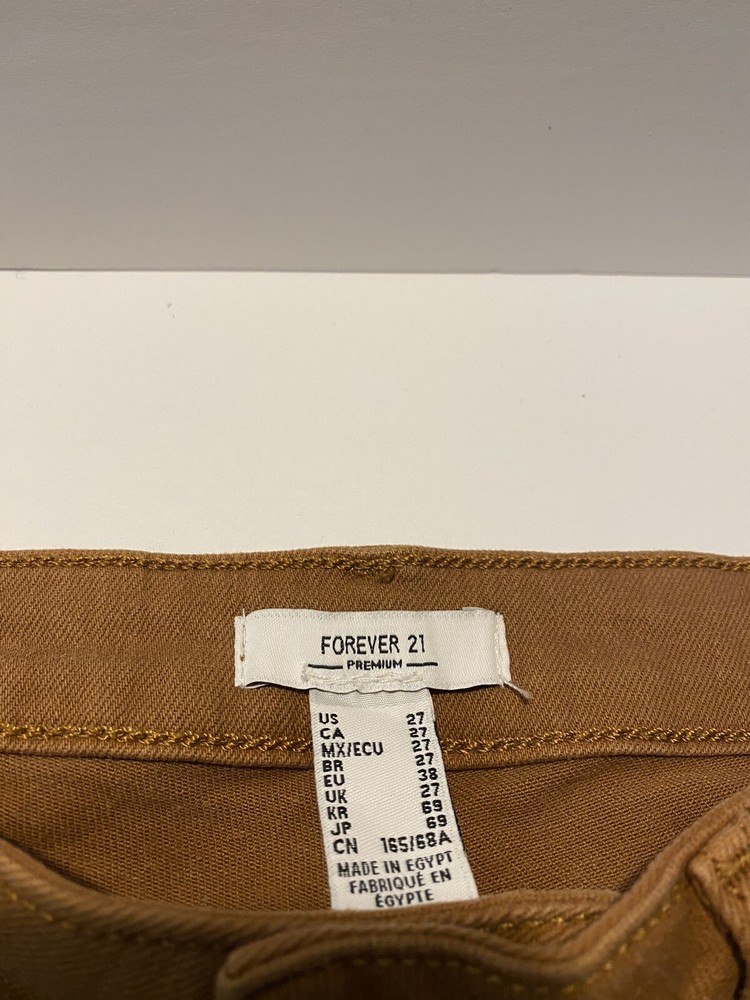 FOREVER 21
PREMIUM
US 27
CA 27
MX/ECU 27
BR 27
EU 38
UK 27
KR 69
JP 69
CN 165/68A
MADE IN EGYPT
FABRIQUÉ EN
ÉGYPTE